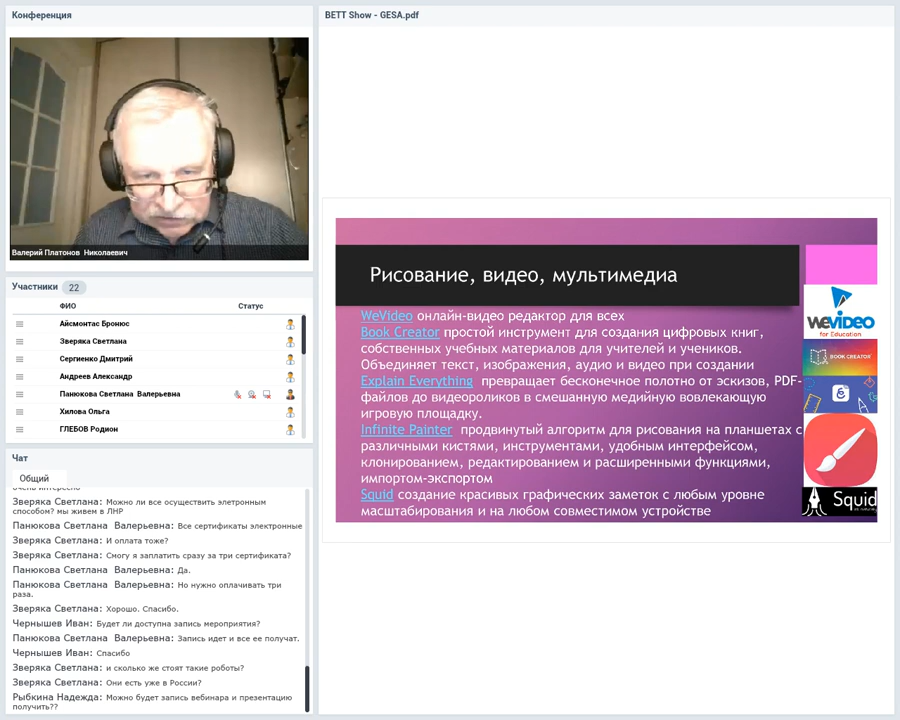 Конференция
Валерий Платонов Николаевич
Участники 22
ФИО Статус
Айсмонтас Бронюс
Зверяка Светлана
Сергиенко Дмитрий
Андреев Александр
Панюкова Светлана Валерьевна
Хилова Ольга
ГЛЕБОВ Родион
Чат
Общий
очень интересно
Зверяка Светлана: Можно ли все осуществить элетронным
способом? мы живем в ЛНР
Панюкова Светлана Валерьевна: Все сертификаты электронные
Зверяка Светлана: И оплата тоже?
Зверяка Светлана: Смогу я заплатить сразу за три сертификата?
Панюкова Светлана Валерьевна: Да.
Панюкова Светлана Валерьевна: Но нужно оплачивать три
раза.
Зверяка Светлана: Хорошо. Спасибо.
Чернышев Иван: Будет ли доступна запись мероприятия?
Панюкова Светлана Валерьевна: Запись идет и все ее получат.
Чернышев Иван: Спасибо
Зверяка Светлана: и сколько же стоят такие роботы?
Зверяка Светлана: Они есть уже в России?
Рыбкина Надежда: Можно будет запись вебинара и презентацию
получить??
BETT Show - GESA.pdf
Рисование, видео, мультимедиа
WeVideo онлайн-видео редактор для всех
Book Creator простой инструмент для создания цифровых книг,
собственных учебных материалов для учителей и учеников.
Объединяет текст, изображения, аудио и видео при создании
Explain Everything превращает бесконечное полотно от эскизов, PDF-
файлов до видеороликов в смешанную медийную вовлекающую
игровую площадку.
Infinite Painter продвинутый алгоритм для рисования на планшетах с
различными кистями, инструментами, удобным интерфейсом,
клонированием, редактированием и расширенными функциями,
импортом-экспортом
Squid создание красивых графических заметок с любым уровне
масштабирования и на любом совместимом устройстве
WEVIDEO
for Education
BOOK CREATOR
Squid